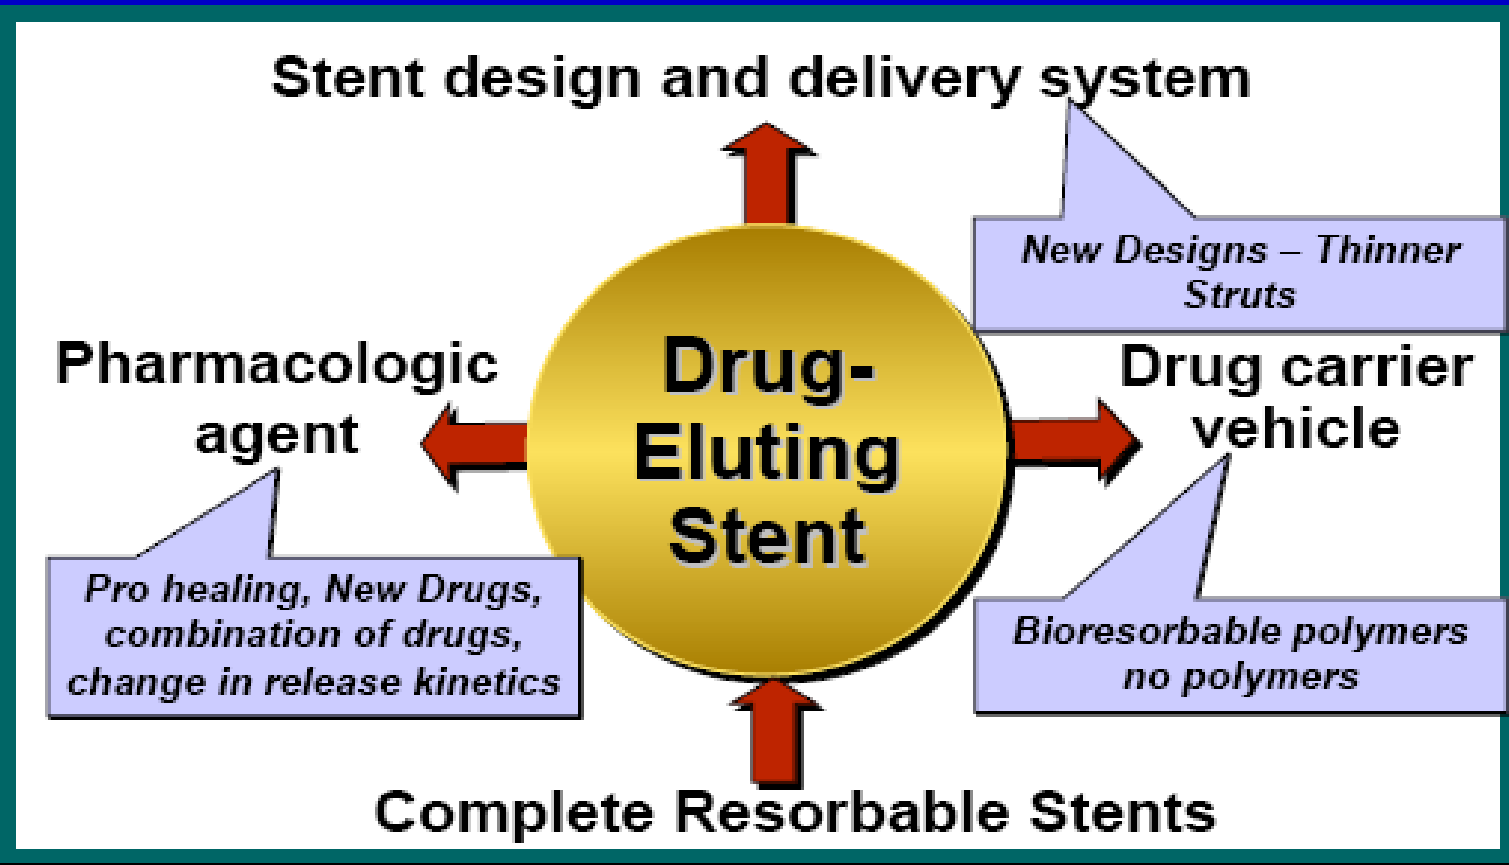 Stent design and delivery system
New Designs – Thinner
Struts
Pharmacologic
agent
Drug-
Eluting
Stent
Drug carrier
vehicle
Pro healing, New Drugs,
combination of drugs,
change in release kinetics
Bioresorbable polymers
no polymers
Complete Resorbable Stents